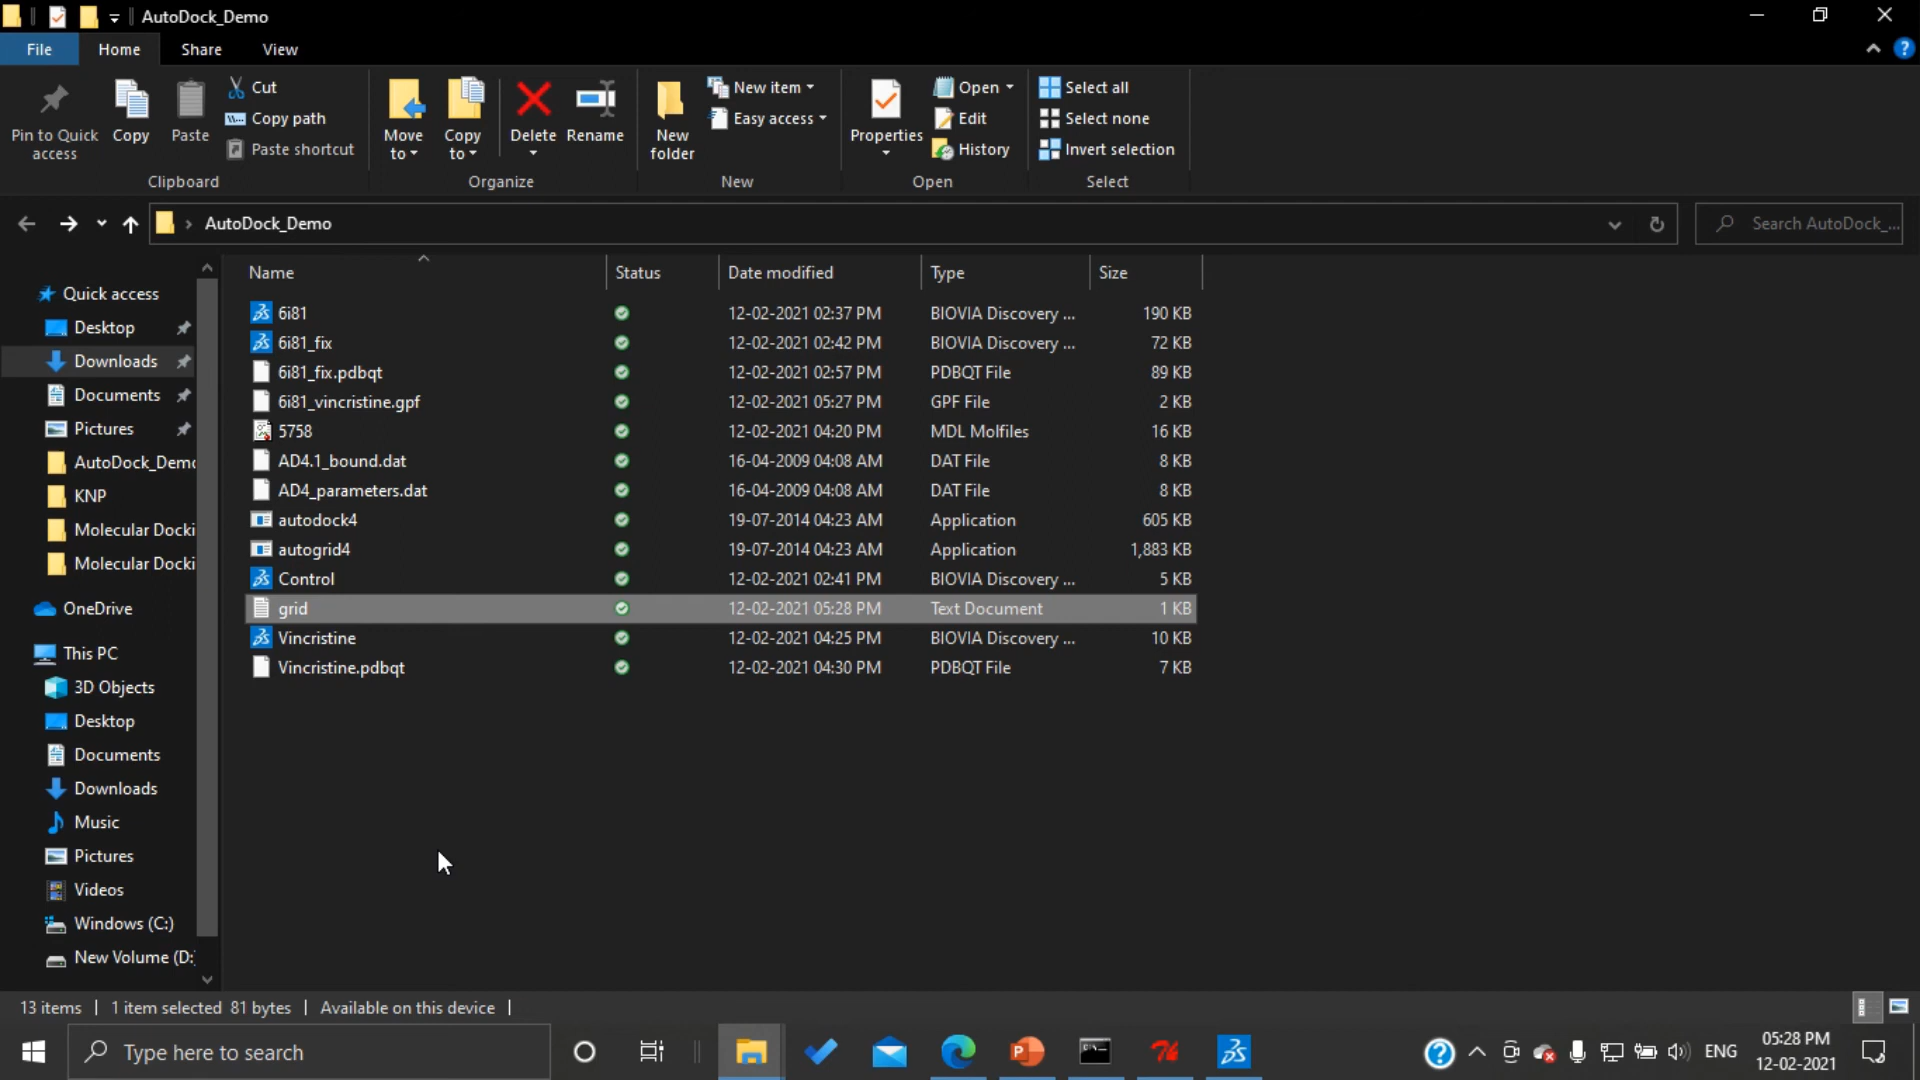 AutoDock_Demo
File Home Share View
Pin to Quick access
Copy
Paste
Cut
Copy path
Paste shortcut
Clipboard
Move to
Copy to
Delete
Rename
Organize
New folder
New item
Easy access
New
Properties
Open
Edit
History
Open
Select all
Select none
Invert selection
Select
AutoDock_Demo
Search AutoDock_...
Quick access
Desktop
Downloads
Documents
Pictures
AutoDock_Demo
KNP
Molecular Docki
Molecular Docki
OneDrive
This PC
3D Objects
Desktop
Documents
Downloads
Music
Pictures
Videos
Windows (C:)
New Volume (D:
Name Status Date modified Type Size
6i81 12-02-2021 02:37 PM BIOVIA Discovery ... 190 KB
6i81_fix 12-02-2021 02:42 PM BIOVIA Discovery ... 72 KB
6i81_fix.pdbqt 12-02-2021 02:57 PM PDBQT File 89 KB
6i81_vincristine.gpf 12-02-2021 05:27 PM GPF File 2 KB
5758 12-02-2021 04:20 PM MDL Molfiles 16 KB
AD4.1_bound.dat 16-04-2009 04:08 AM DAT File 8 KB
AD4_parameters.dat 16-04-2009 04:08 AM DAT File 8 KB
autodock4 19-07-2014 04:23 AM Application 605 KB
autogrid4 19-07-2014 04:23 AM Application 1,883 KB
Control 12-02-2021 02:41 PM BIOVIA Discovery ... 5 KB
grid 12-02-2021 05:28 PM Text Document 1 KB
Vincristine 12-02-2021 04:25 PM BIOVIA Discovery ... 10 KB
Vincristine.pdbqt 12-02-2021 04:30 PM PDBQT File 7 KB
13 items 1 item selected 81 bytes Available on this device
Type here to search
ENG
05:28 PM
12-02-2021